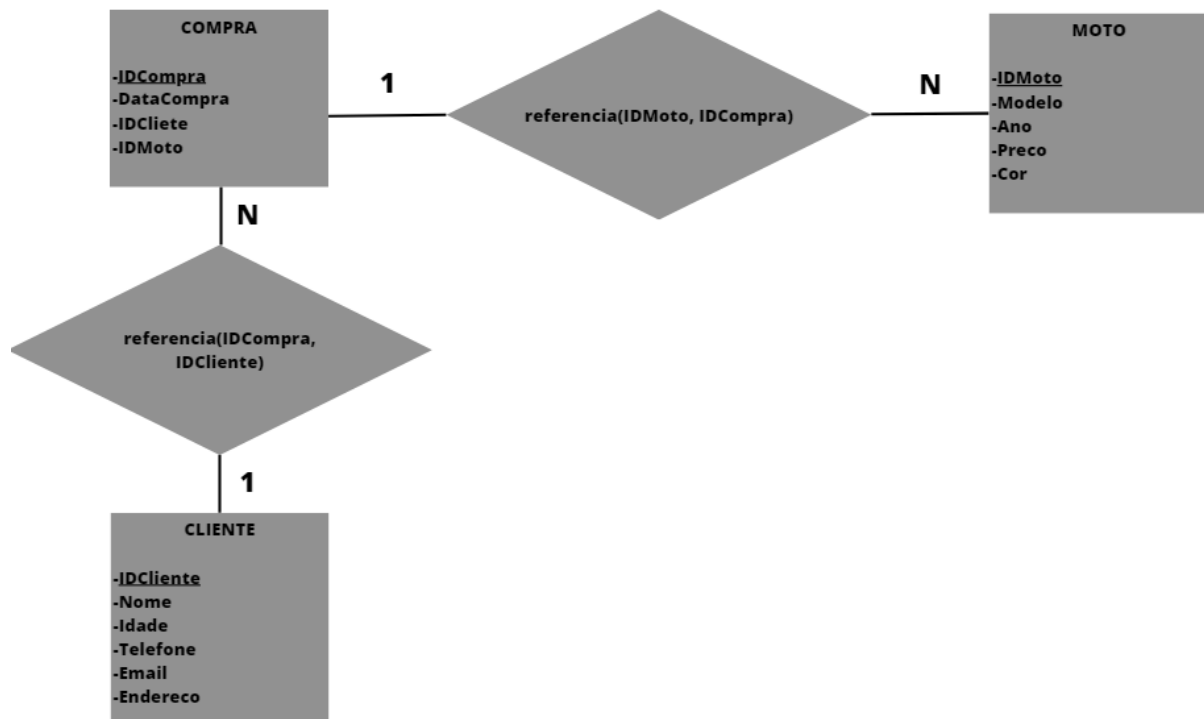 COMPRA
-IDCompra
-DataCompra
-IDCliete
-IDMoto
1
referencia(IDMoto, IDCompra)
N
MOTO
-IDMoto
-Modelo
-Ano
-Preco
-Cor
N
referencia(IDCompra,
IDCliente)
1
CLIENTE
-IDCliente
-Nome
-Idade
-Telefone
-Email
-Endereco